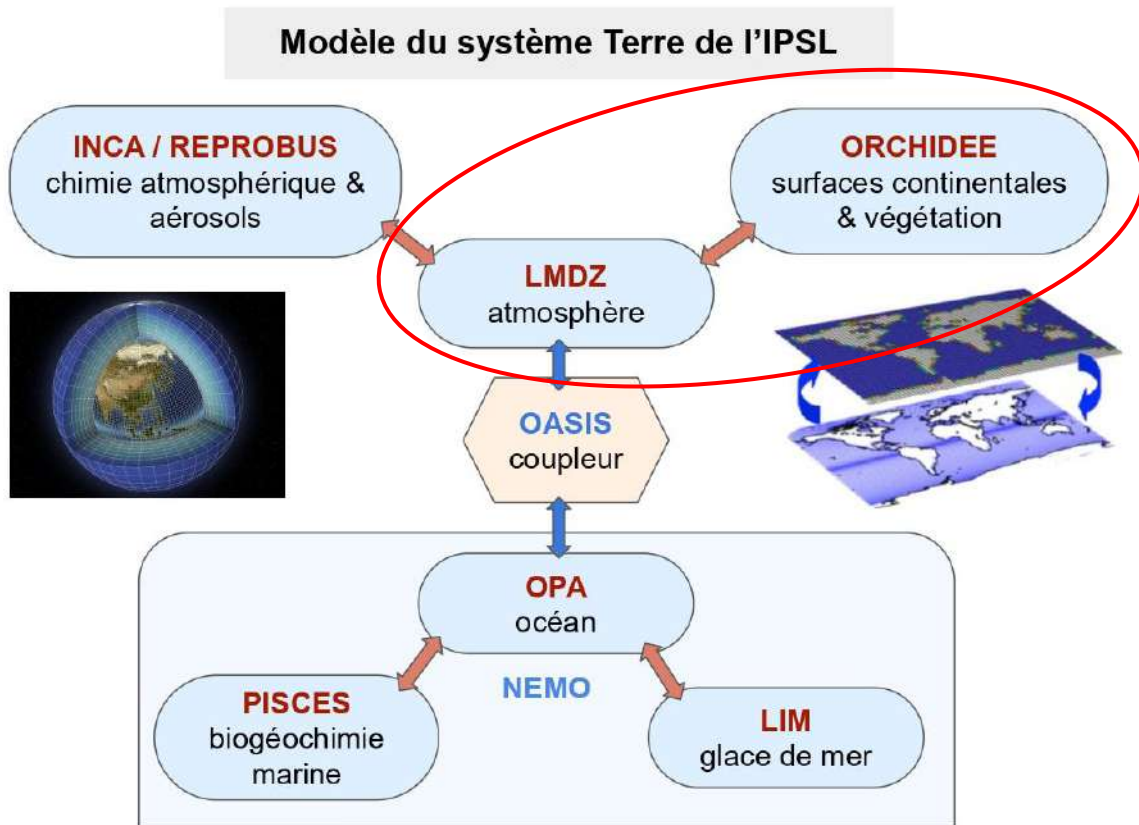 Modèle du système Terre de l'IPSL
INCA / REPROBUS
chimie atmosphérique &
aérosols
ORCHIDEE
surfaces continentales
& végétation
LMDZ
atmosphère
OASIS
coupleur
OPA
océan
NEMO
PISCES
biogéochimie
marine
LIM
glace de mer